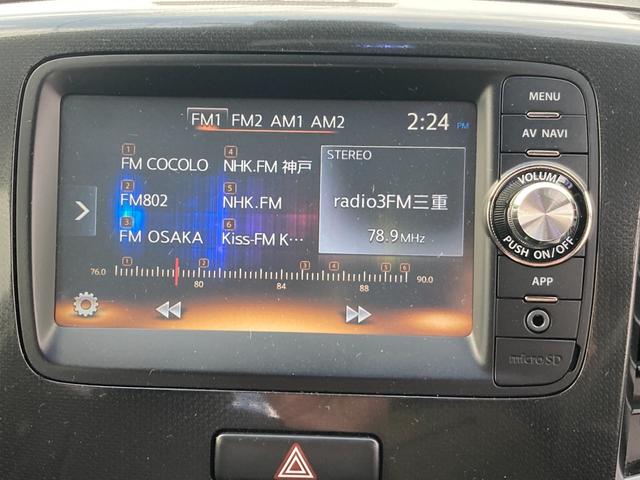 FM1 FM2 AM1 AM2 2:24 PM
1 FM COCOLO
2 FM802
3 FM OSAKA
4 NHK.FM 神戸
5 NHK.FM
6 Kiss-FM K…
STEREO
radio3FM三重
78.9 MHz
1 2 3 4 5 6
76.0 80 84 88 90.0
MENU
AV NAVI
VOLUME
PUSH ON/OFF
APP
micro SD